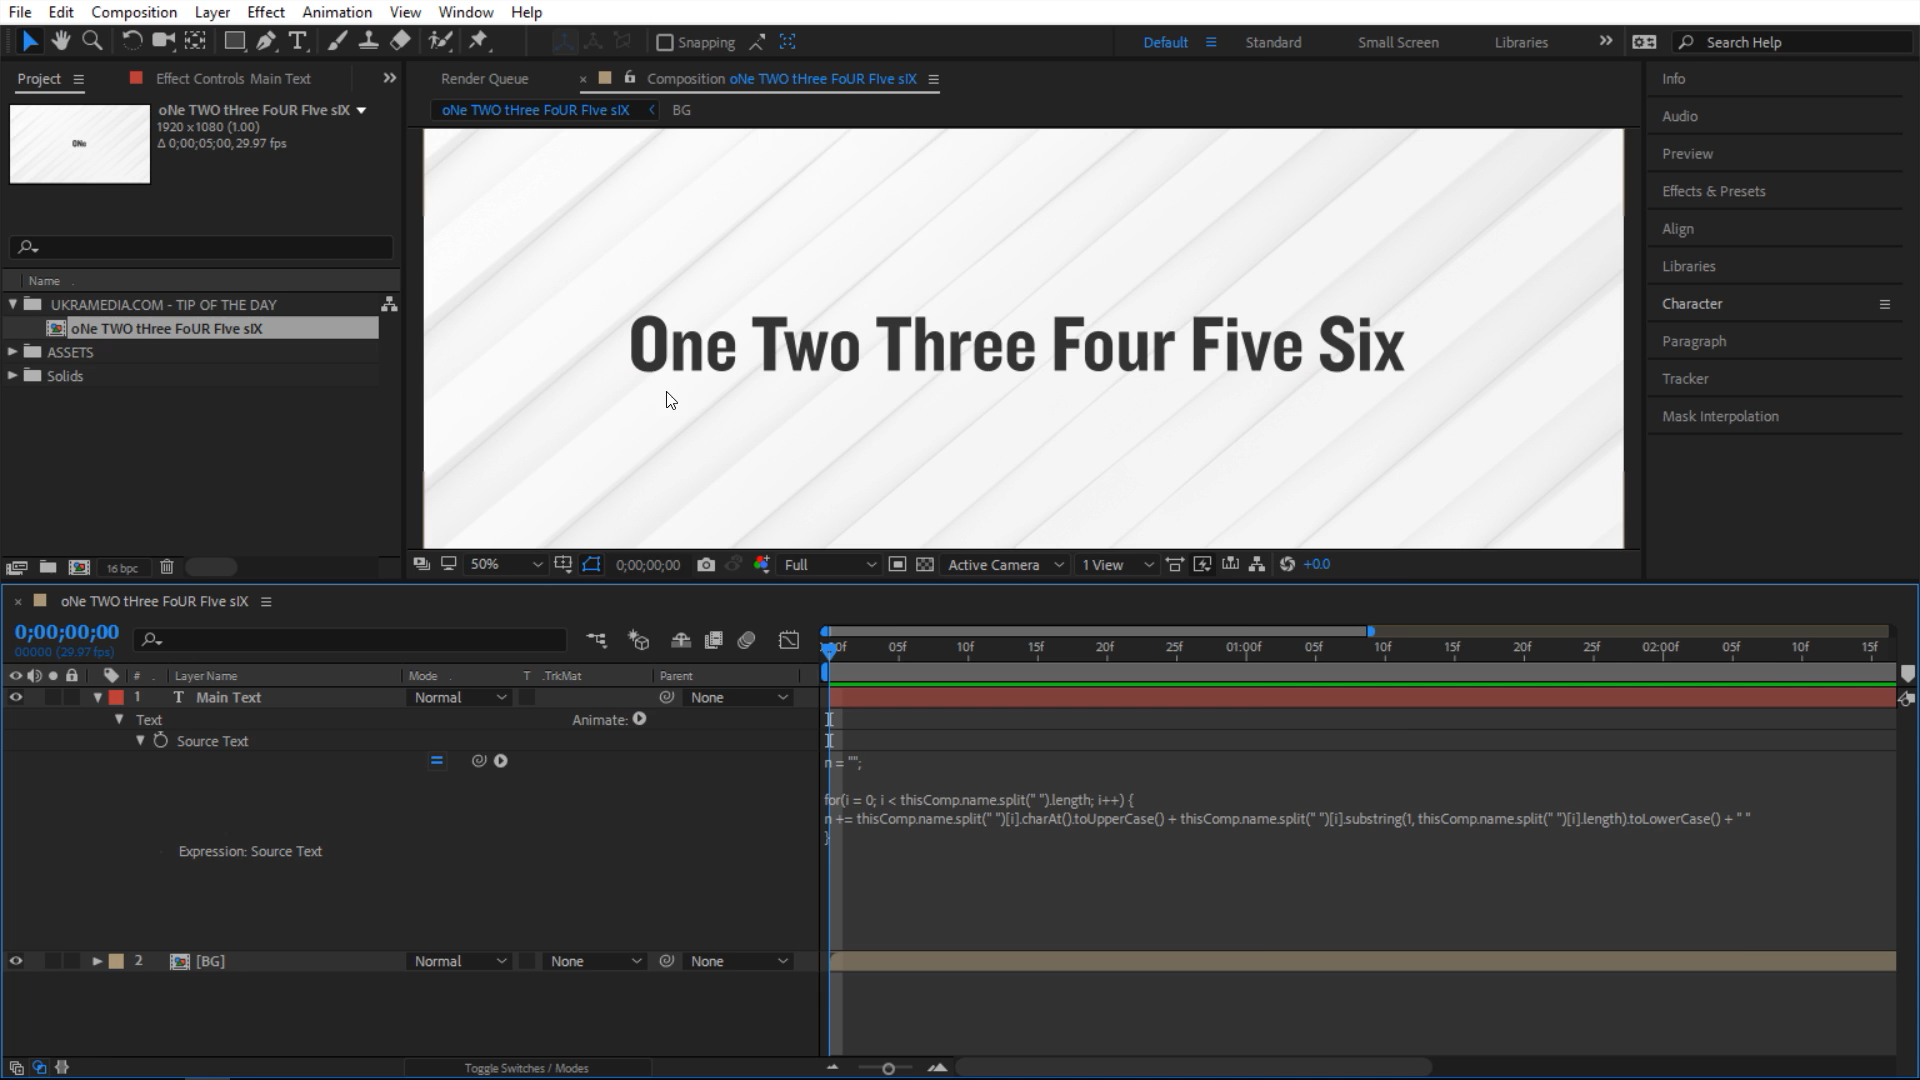 File Edit Composition Layer Effect Animation View Window Help
Snapping
Default Standard Small Screen Libraries Search Help
Project
Effect Controls Main Text
oNe TWO tHree FoUR FIve sIX
1920 x 1080 (1.00)
Δ 0;00;05;00, 29.97 fps
ONe
Name
UKRAMEDIA.COM - TIP OF THE DAY
oNe TWO tHree FoUR FIve sIX
ASSETS
Solids
16 bpc
Render Queue
Composition oNe TWO tHree FoUR FIve sIX
oNe TWO tHree FoUR FIve sIX BG
One Two Three Four Five Six
50% 0;00;00;00 Full Active Camera 1 View +0.0
Info
Audio
Preview
Effects & Presets
Align
Libraries
Character
Paragraph
Tracker
Mask Interpolation
oNe TWO tHree FoUR FIve sIX
0;00;00;00
00000 (29.97 fps)
05f 10f 15f 20f 25f 01:00f 05f 10f 15f 20f 25f 02:00f 05f 10f 15f
# Layer Name Mode T .TrkMat Parent
1 T Main Text Normal None
Text Animate:
Source Text
n = "";
for(i = 0; i < thisComp.name.split(" ").length; i++) {
n += thisComp.name.split(" ")[i].charAt().toUpperCase() + thisComp.name.split(" ")[i].substring(1, thisComp.name.split(" ")[i].length).toLowerCase() + " "
}
Expression: Source Text
2 [BG] Normal None None
Toggle Switches / Modes